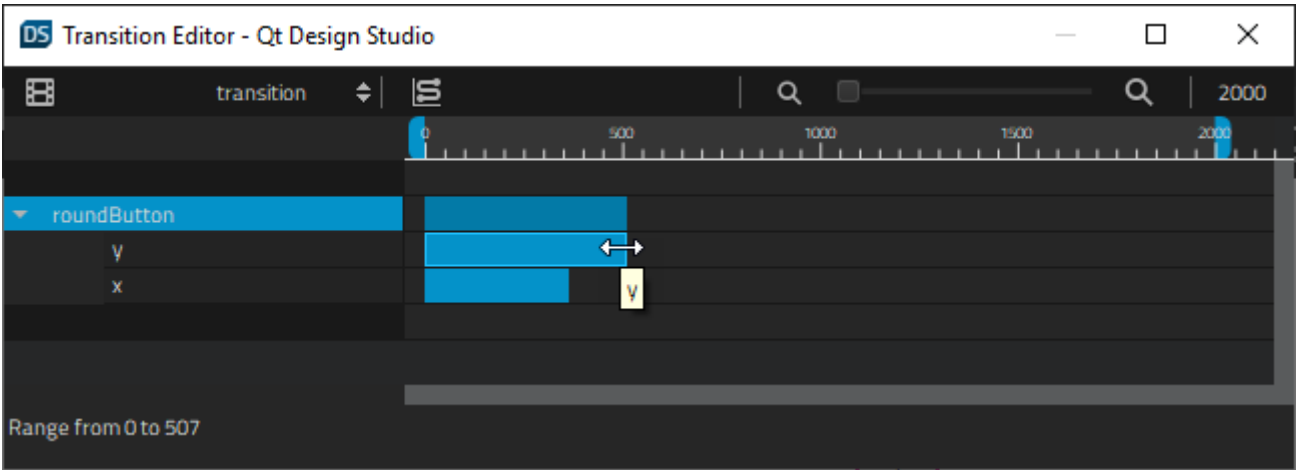 DS Transition Editor - Qt Design Studio
transition 2000
0 500 1000 1500 2000
roundButton
y
x
y
Range from 0 to 507